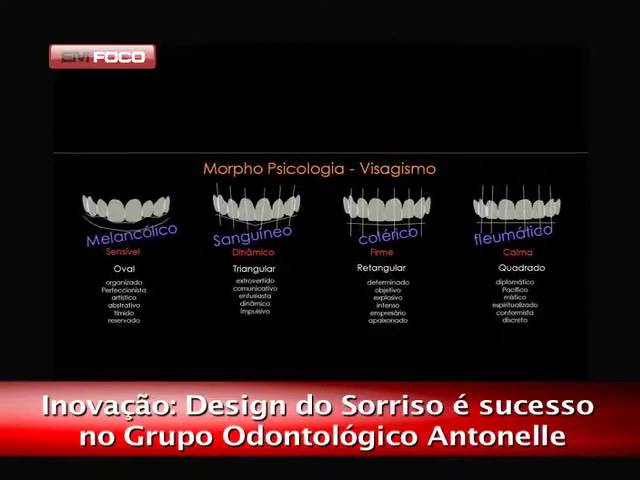 EM FOCO
Morpho Psicologia - Visagismo
Melancólico
Sensível
Oval
organizado
Perfeccionista
artístico
abstrativo
tímido
reservado
Sanguíneo
Dinâmico
Triangular
extrovertido
comunicativo
entusiasta
dinâmico
impulsivo
colérico
Firme
Retangular
determinado
objetivo
explosivo
intenso
empresário
apaixonado
fleumático
Calma
Quadrado
diplomático
Pacífico
místico
espiritualizado
conformista
discreto
Inovação: Design do Sorriso é sucesso
no Grupo Odontológico Antonelle